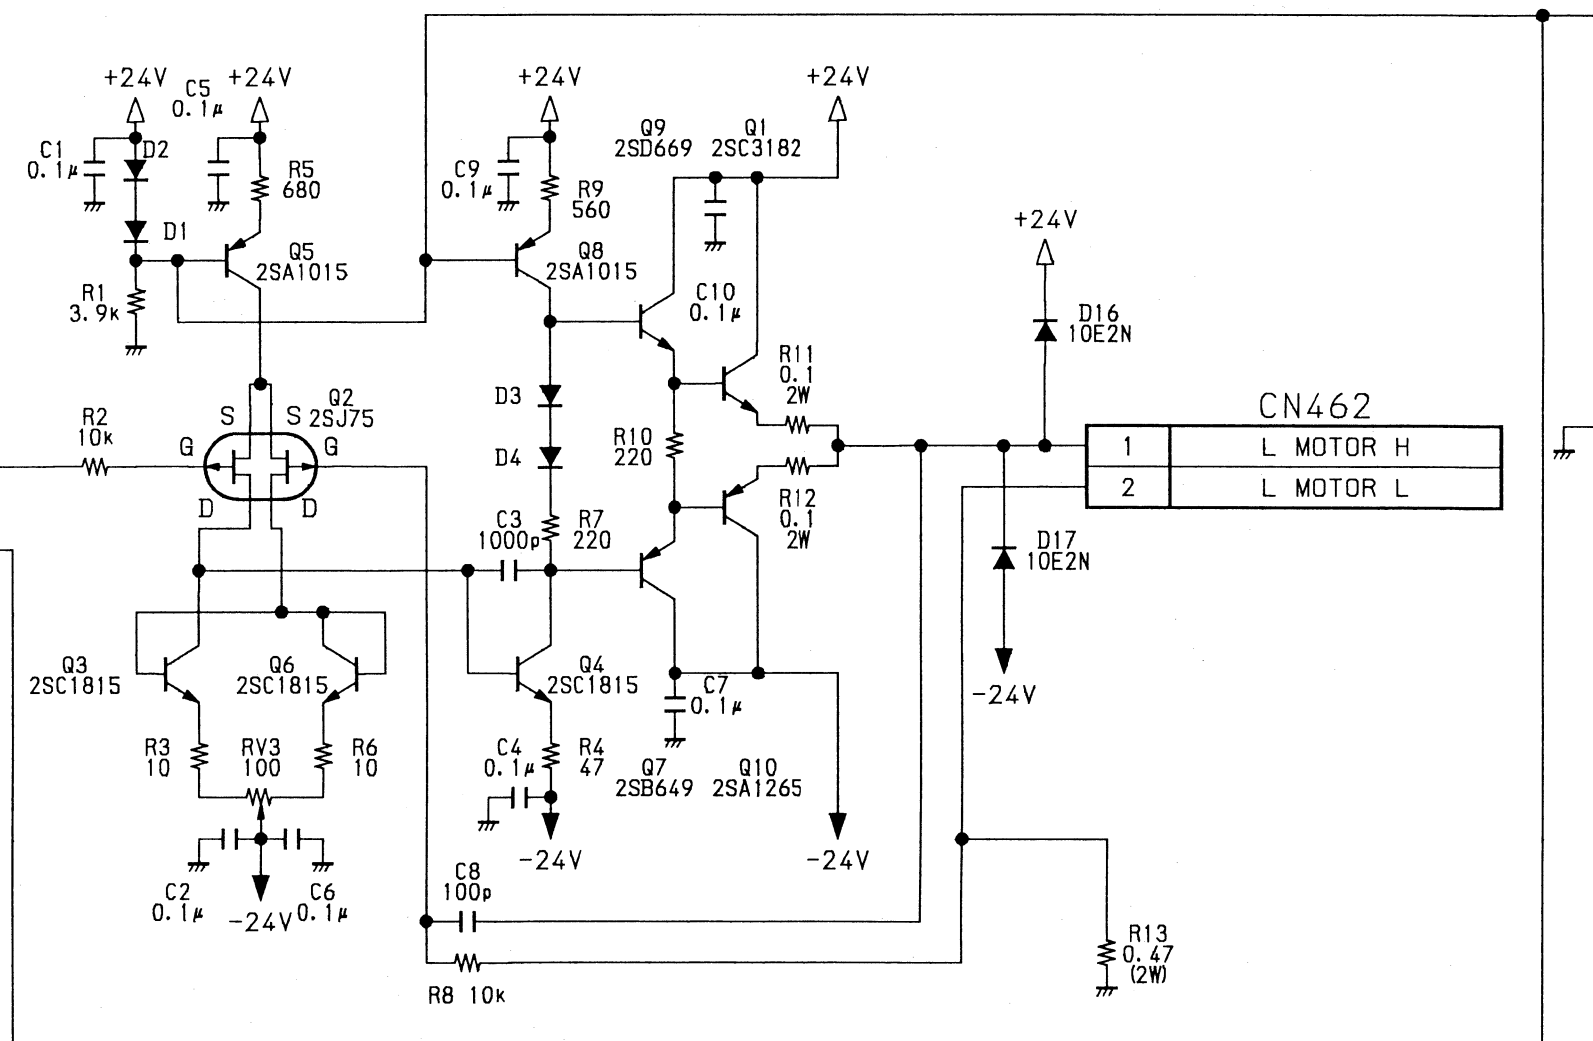 +24V
+24V
C5
0.1μ
C1
0.1μ
D2
R5
680
D1
Q5
2SA1015
R1
3.9k
+24V
C9
0.1μ
R9
560
Q8
2SA1015
+24V
Q9
2SD669
Q1
2SC3182
C10
0.1μ
+24V
D16
10E2N
R11
0.1
2W
D3
D4
R10
220
R12
0.1
2W
CN462
1
L MOTOR H
2
L MOTOR L
R2
10k
S
S
Q2
2SJ75
G
G
D
D
C3
1000p
R7
220
D17
10E2N
-24V
Q3
2SC1815
Q6
2SC1815
Q4
2SC1815
C7
0.1μ
R3
10
RV3
100
R6
10
C4
0.1μ
R4
47
Q7
2SB649
Q10
2SA1265
-24V
-24V
C2
0.1μ
-24V
C6
0.1μ
C8
100p
R8 10k
R13
0.47
(2W)